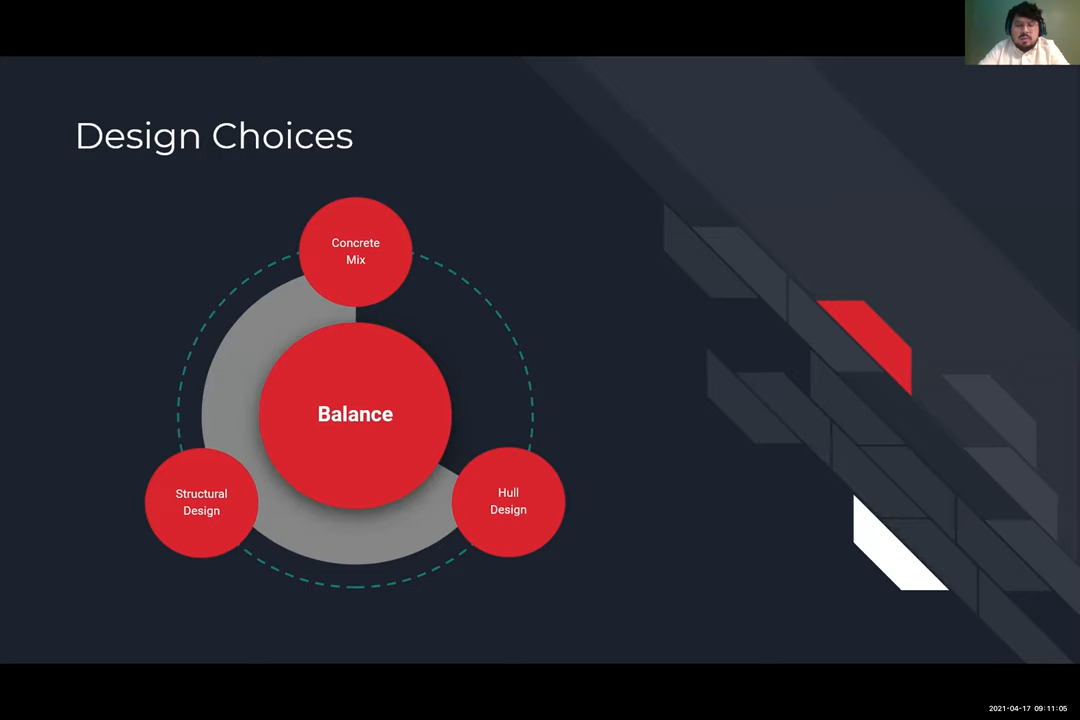 Design Choices
Concrete
Mix
Balance
Structural
Design
Hull
Design
2021-04-17 09:11:05